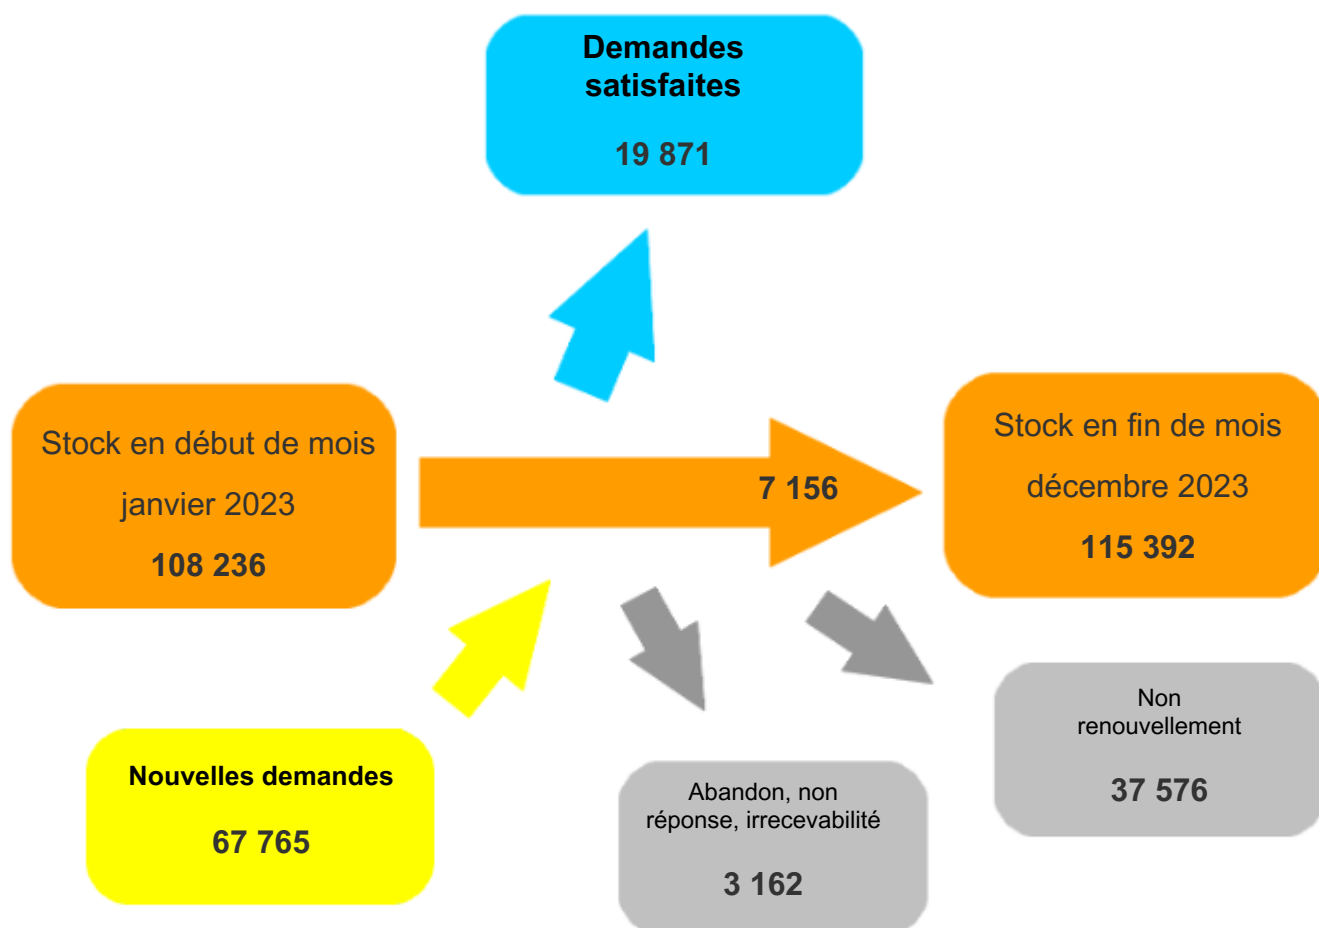 Demandes
satisfaites
19 871
Stock en début de mois
janvier 2023
108 236
7 156
Stock en fin de mois
décembre 2023
115 392
Nouvelles demandes
67 765
Abandon, non
réponse, irrecevabilité
3 162
Non
renouvellement
37 576